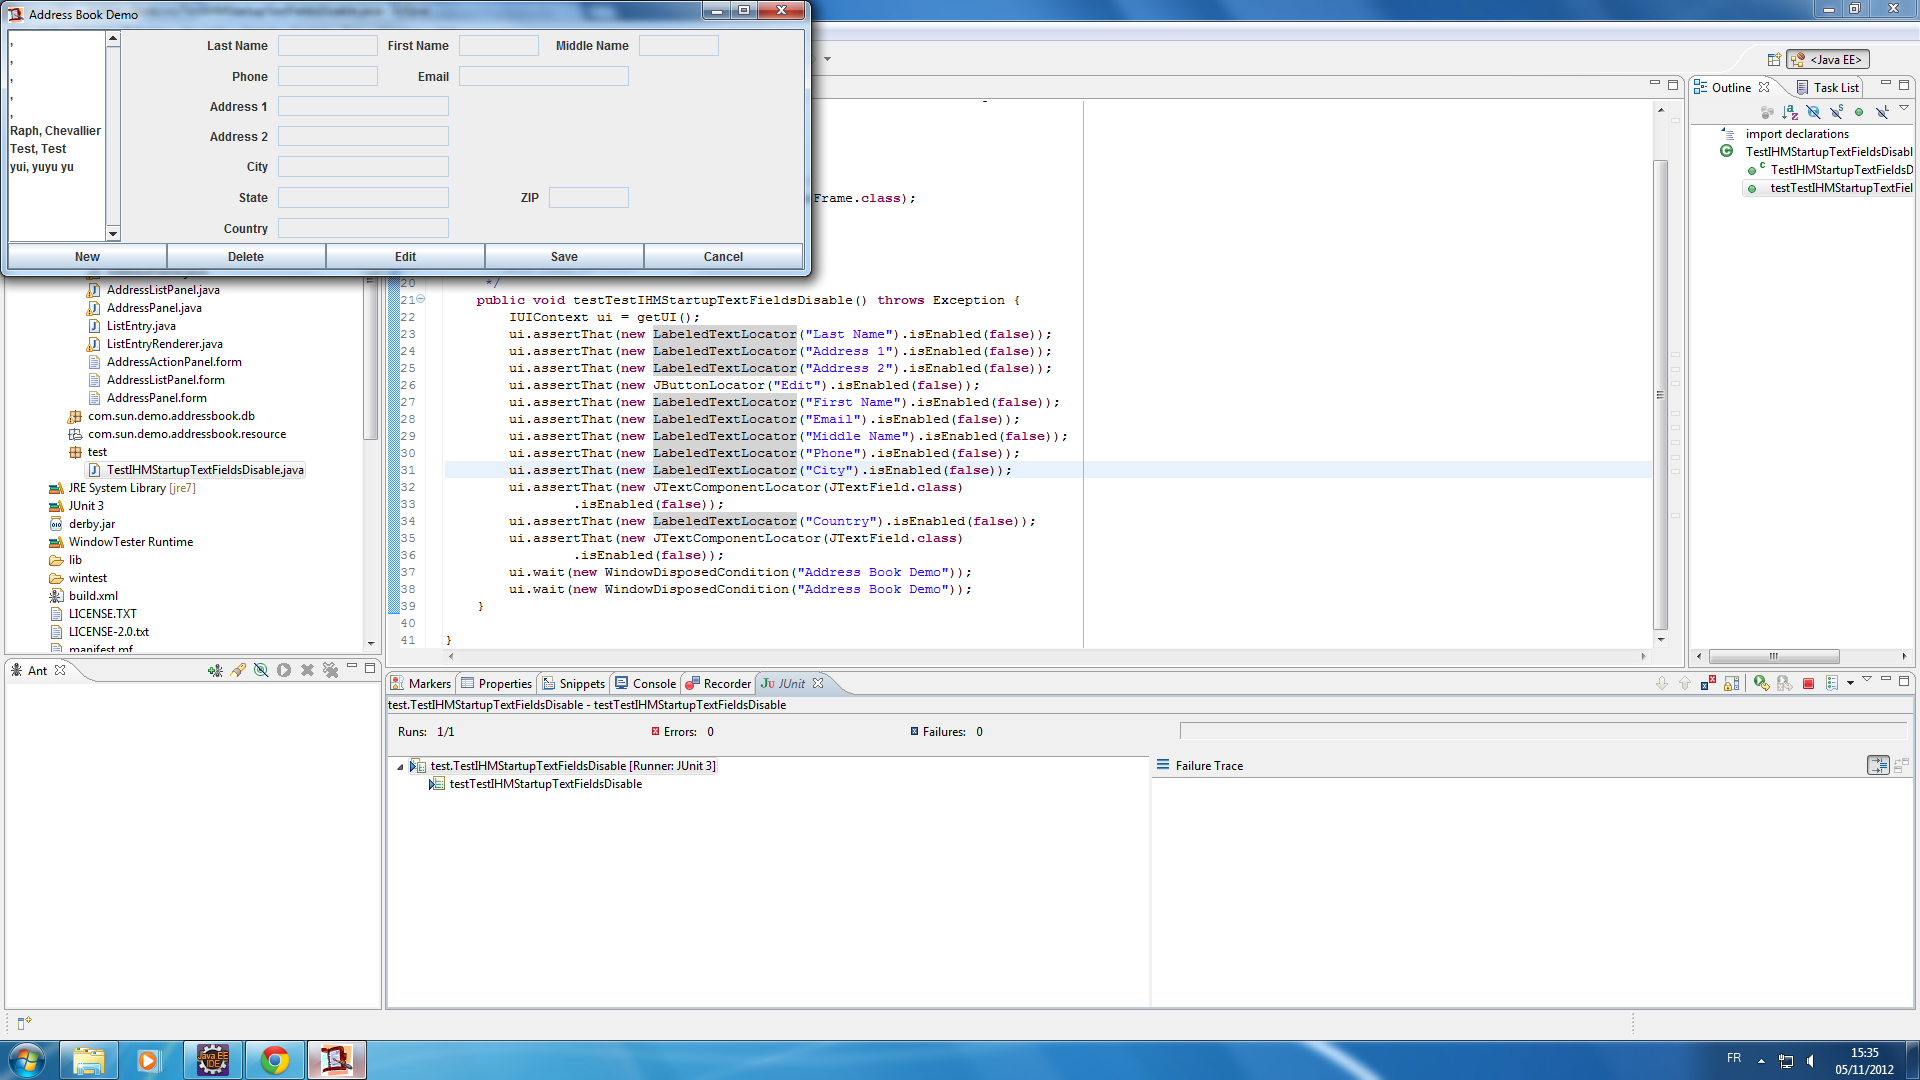 Address Book Demo
,
,
,
,
,
Raph, Chevallier
Test, Test
yui, yuyu yu
Last Name
First Name
Middle Name
Phone
Email
Address 1
Address 2
City
State
ZIP
Country
New
Delete
Edit
Save
Cancel
<Java EE>
Outline
Task List
import declarations
TestIHMStartupTextFieldsDisabl
TestIHMStartupTextFieldsD
testTestIHMStartupTextFiel
AddressListPanel.java
AddressPanel.java
ListEntry.java
ListEntryRenderer.java
AddressActionPanel.form
AddressListPanel.form
AddressPanel.form
com.sun.demo.addressbook.db
com.sun.demo.addressbook.resource
test
TestIHMStartupTextFieldsDisable.java
JRE System Library [jre7]
JUnit 3
derby.jar
WindowTester Runtime
lib
wintest
build.xml
LICENSE.TXT
LICENSE-2.0.txt
manifest.mf
Frame.class);
20 */
21 public void testTestIHMStartupTextFieldsDisable() throws Exception {
22 IUIContext ui = getUI();
23 ui.assertThat(new LabeledTextLocator("Last Name").isEnabled(false));
24 ui.assertThat(new LabeledTextLocator("Address 1").isEnabled(false));
25 ui.assertThat(new LabeledTextLocator("Address 2").isEnabled(false));
26 ui.assertThat(new JButtonLocator("Edit").isEnabled(false));
27 ui.assertThat(new LabeledTextLocator("First Name").isEnabled(false));
28 ui.assertThat(new LabeledTextLocator("Email").isEnabled(false));
29 ui.assertThat(new LabeledTextLocator("Middle Name").isEnabled(false));
30 ui.assertThat(new LabeledTextLocator("Phone").isEnabled(false));
31 ui.assertThat(new LabeledTextLocator("City").isEnabled(false));
32 ui.assertThat(new JTextComponentLocator(JTextField.class)
33 .isEnabled(false));
34 ui.assertThat(new LabeledTextLocator("Country").isEnabled(false));
35 ui.assertThat(new JTextComponentLocator(JTextField.class)
36 .isEnabled(false));
37 ui.wait(new WindowDisposedCondition("Address Book Demo"));
38 ui.wait(new WindowDisposedCondition("Address Book Demo"));
39 }
40
41 }
Ant
Markers
Properties
Snippets
Console
Recorder
JUnit
test.TestIHMStartupTextFieldsDisable - testTestIHMStartupTextFieldsDisable
Runs: 1/1
Errors: 0
Failures: 0
test.TestIHMStartupTextFieldsDisable [Runner: JUnit 3]
testTestIHMStartupTextFieldsDisable
Failure Trace
Java EE
IDE
FR
15:35
05/11/2012